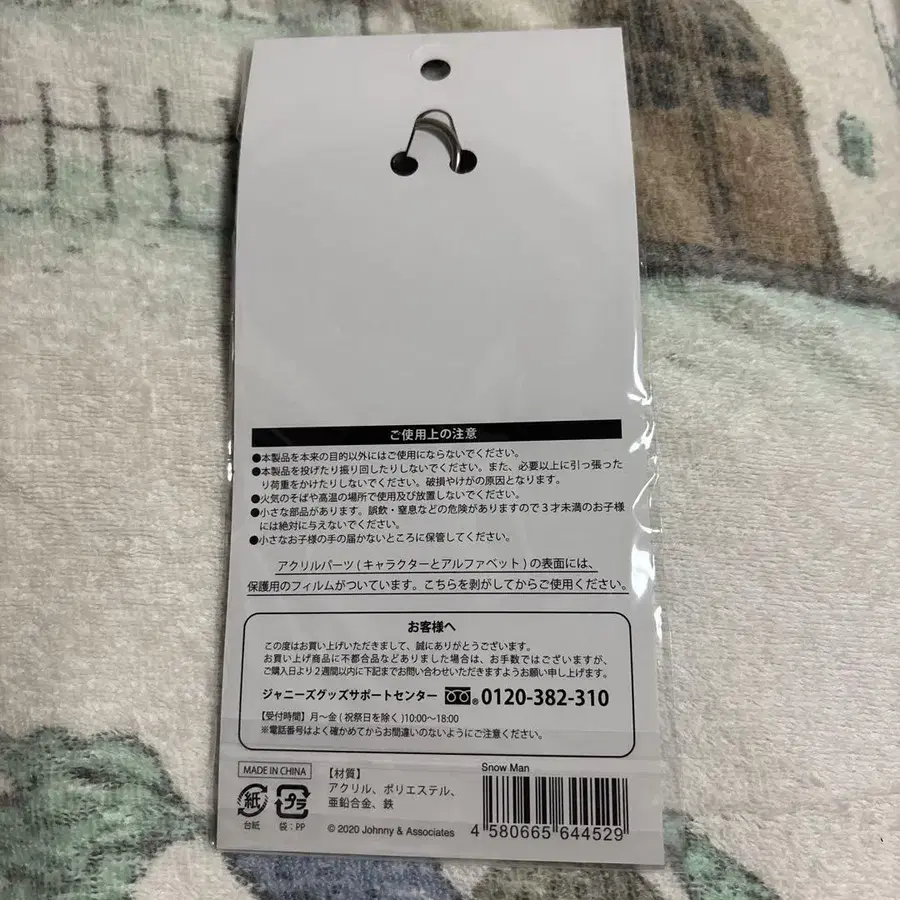 ご使用上の注意
●本製品を本来の目的以外にはご使用にならないでください。
●本製品を投げたり振り回したりしないでください。また、必要以上に引っ張った
り荷重をかけたりしないでください。破損やけがの原因となります。
●火気のそばや高温の場所で使用及び放置しないでください。
●小さな部品があります。誤飲・窒息などの危険がありますので３才未満のお子様
には絶対に与えないでください。
●小さなお子様の手の届かないところに保管してください。
アクリルパーツ(キャラクターとアルファベット)の表面には、
保護用のフィルムがついています。こちらを剥がしてからご使用ください。
お客様へ
この度はお買い上げいただきまして、誠にありがとうございます。
お買い上げ商品に不都合品などありました場合は、お手数ではございますが、
ご購入日より２週間以内に下記までお問い合わせいただきますようお願い申し上げます。
ジャニーズグッズサポートセンター ® 0120-382-310
【受付時間】月～金(祝祭日を除く)10:00～18:00
※電話番号はよく確かめてからお間違いのないようにご注意ください。
MADE IN CHINA
紙
台紙
プラ
袋：PP
【材質】
アクリル、ポリエステル、
亜鉛合金、鉄
© 2020 Johnny & Associates
Snow Man
4 580665 644529